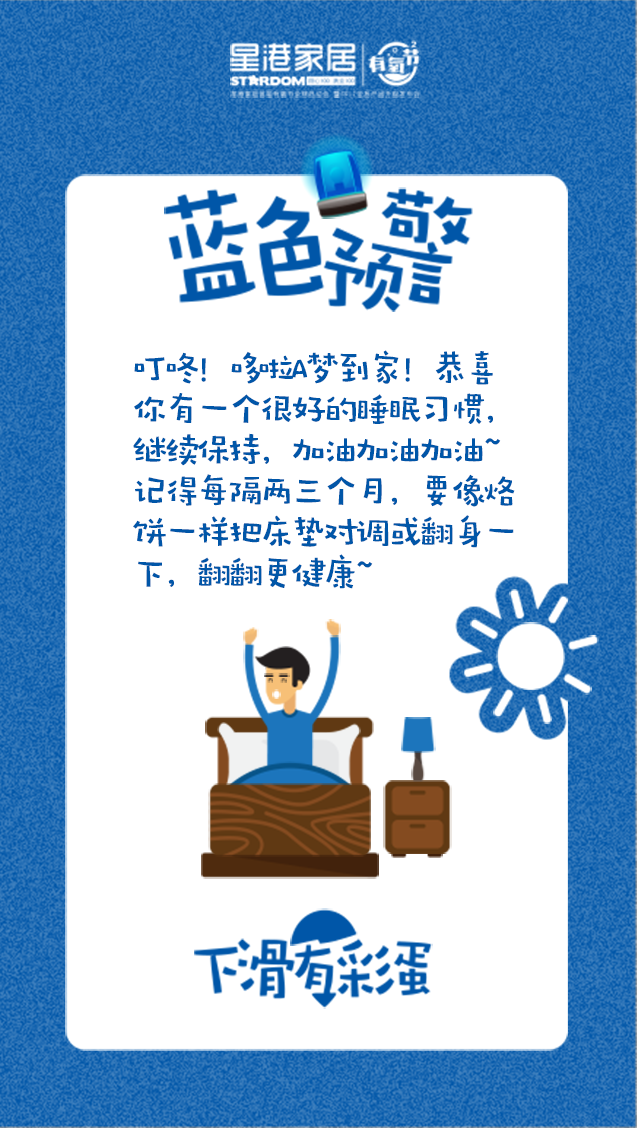 星港家居 有氧节2
STARDOM
蓝色预警
叮咚！哆啦A梦到家！恭喜
你有一个很好的睡眠习惯，
继续保持，加油加油加油~
记得每隔两三个月，要像烙
饼一样把床垫对调或翻身一
下，翻翻更健康~
下滑有彩蛋